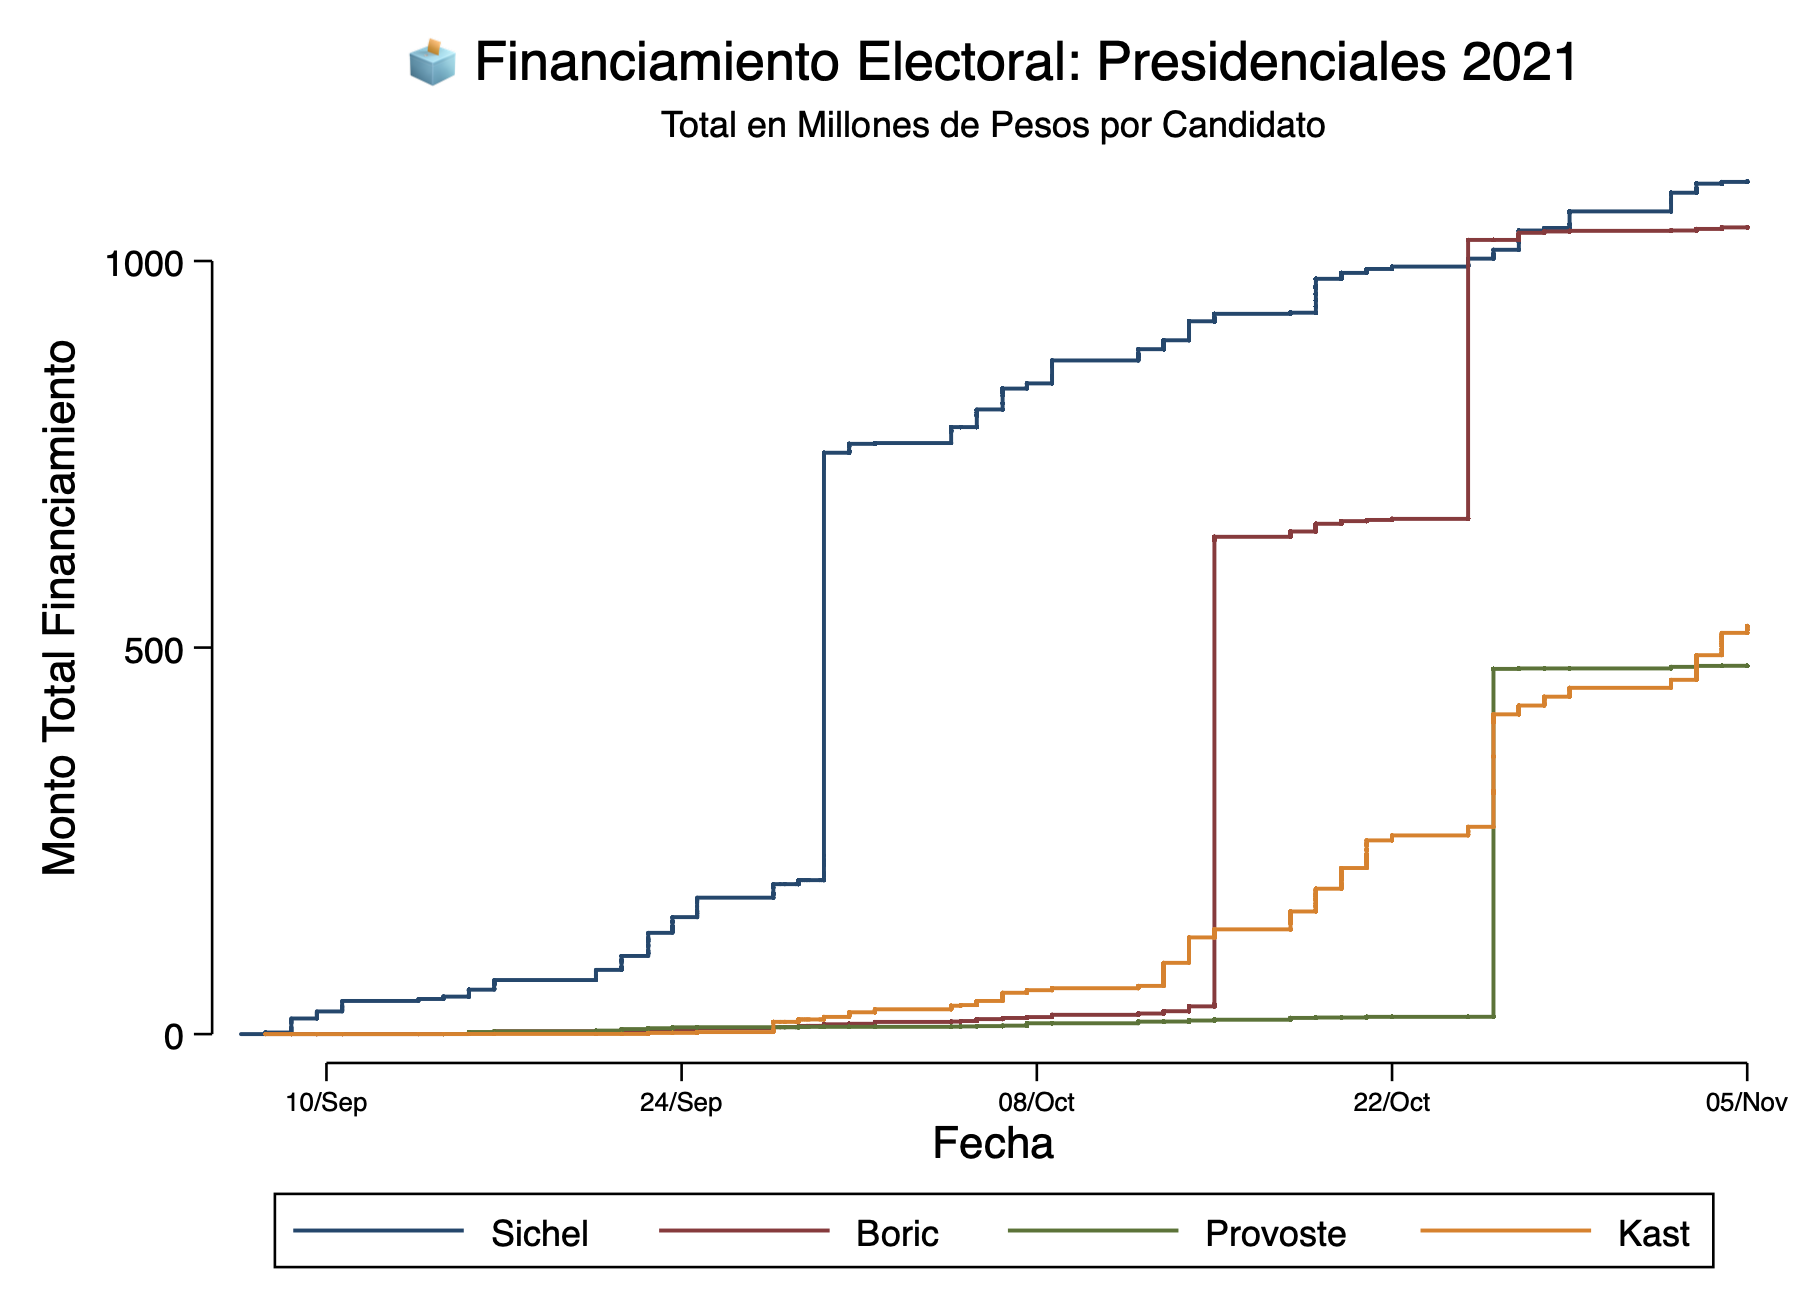 Financiamiento Electoral: Presidenciales 2021
Total en Millones de Pesos por Candidato
Monto Total Financiamiento
1000
500
0
10/Sep 24/Sep 08/Oct 22/Oct 05/Nov
Fecha
Sichel Boric Provoste Kast